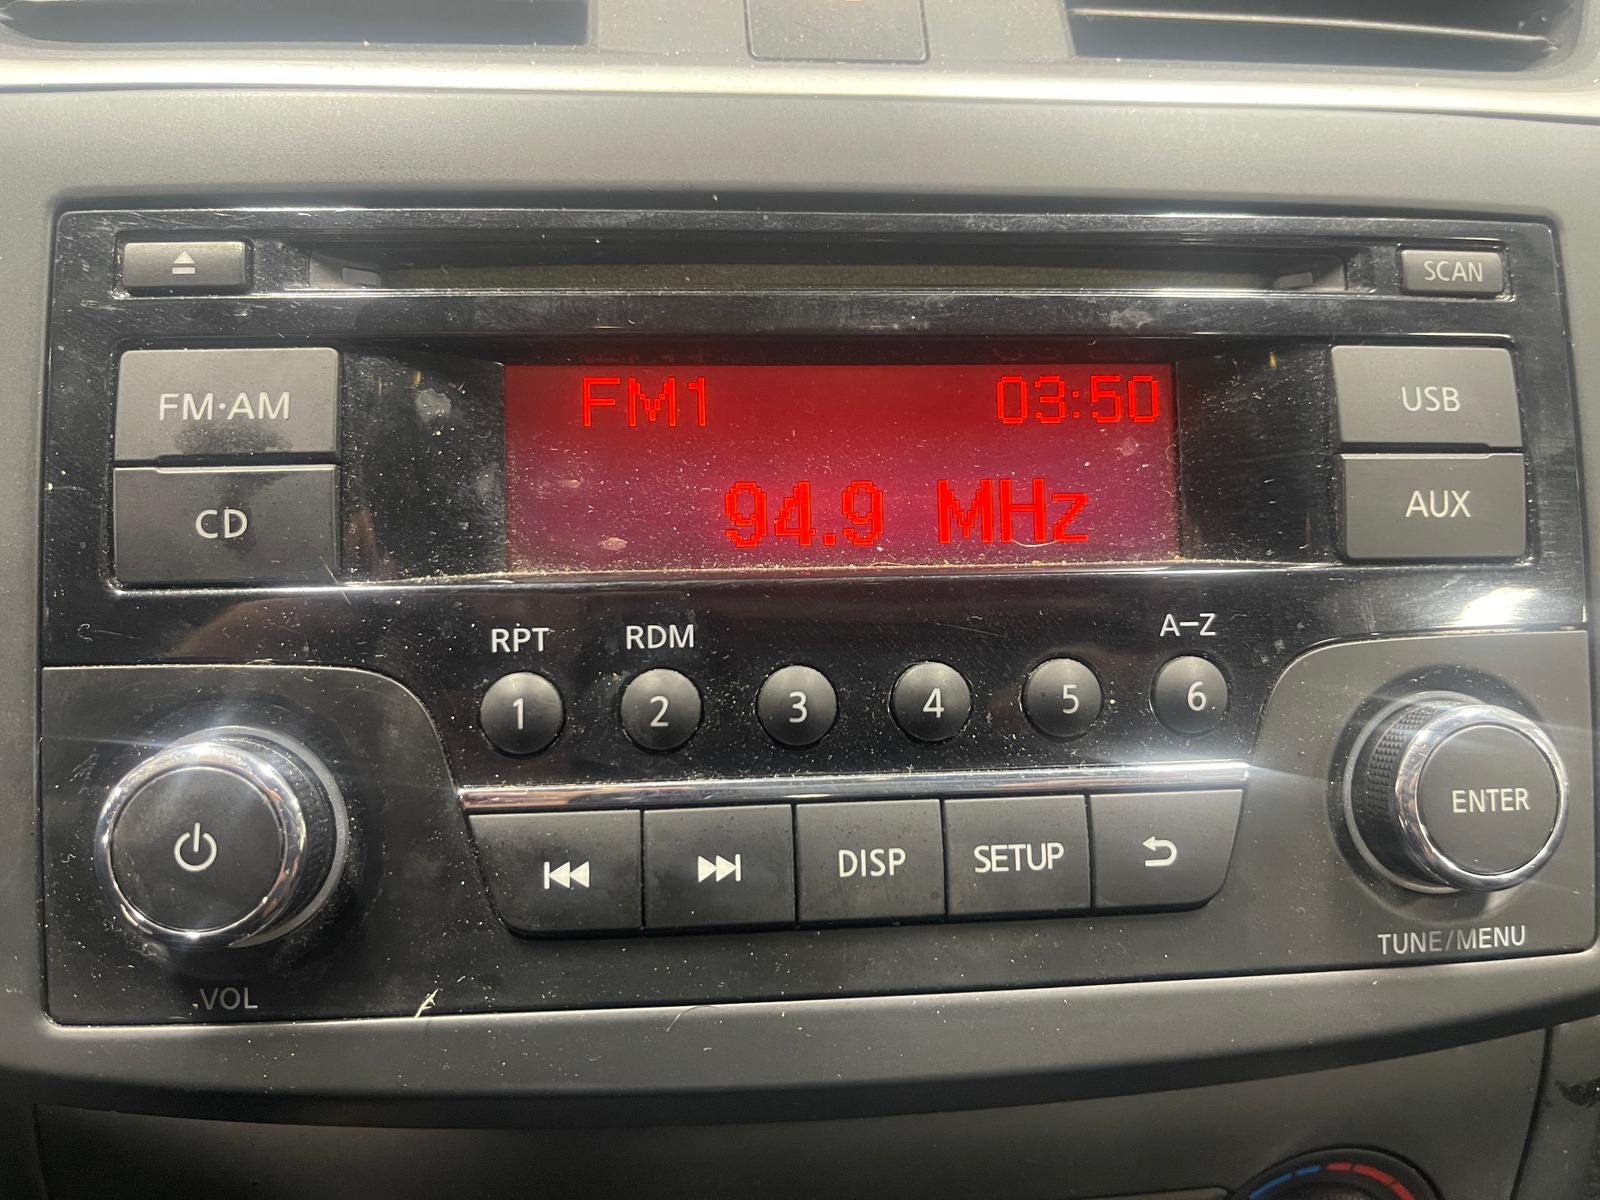 SCAN
FM·AM
FM1 03:50
USB
94.9 MHz
CD
AUX
RPT RDM A–Z
1 2 3 4 5 6
ENTER
DISP SETUP
TUNE/MENU
VOL